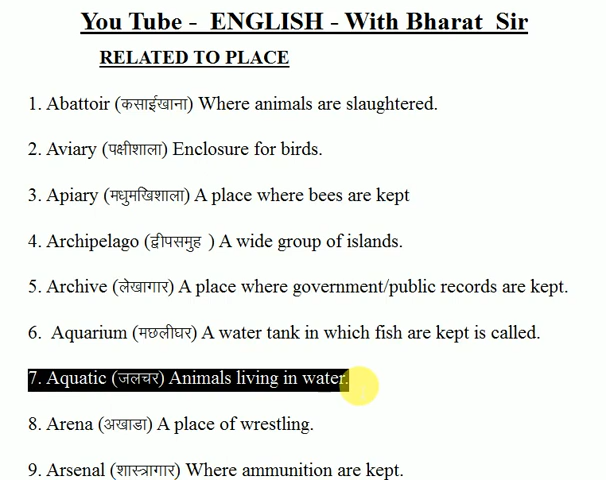 You Tube - ENGLISH - With Bharat Sir
RELATED TO PLACE
1. Abattoir (कसाईखाना) Where animals are slaughtered.
2. Aviary (पक्षीशाला) Enclosure for birds.
3. Apiary (मधुमखिशाला) A place where bees are kept
4. Archipelago (द्वीपसमुह ) A wide group of islands.
5. Archive (लेखागार) A place where government/public records are kept.
6. Aquarium (मछलीघर) A water tank in which fish are kept is called.
7. Aquatic (जलचर) Animals living in water.
8. Arena (अखाडा) A place of wrestling.
9. Arsenal (शास्त्रागार) Where ammunition are kept.